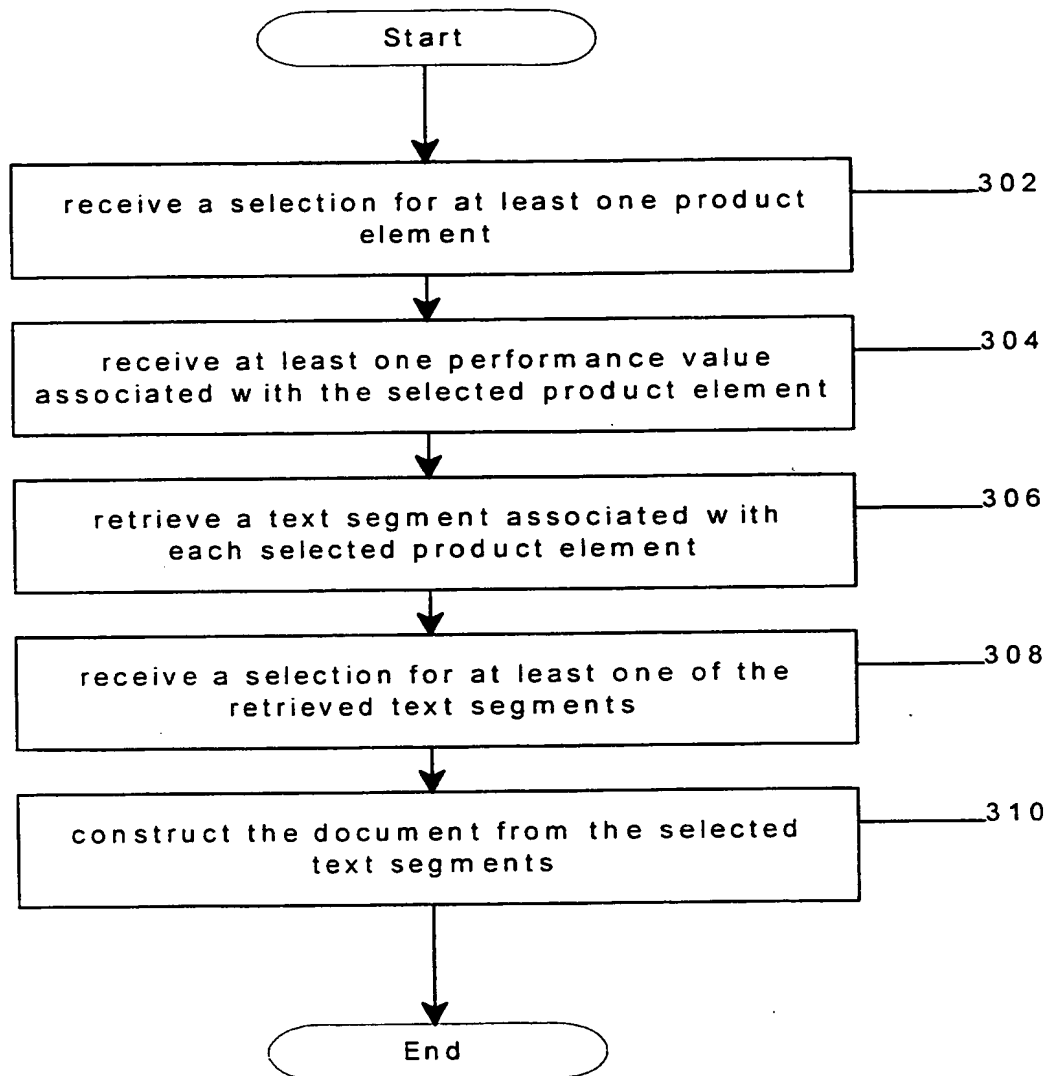 Start
receive a selection for at least one product
element
302
receive at least one performance value
associated with the selected product element
304
retrieve a text segment associated with
each selected product element
306
receive a selection for at least one of the
retrieved text segments
308
construct the document from the selected
text segments
310
End